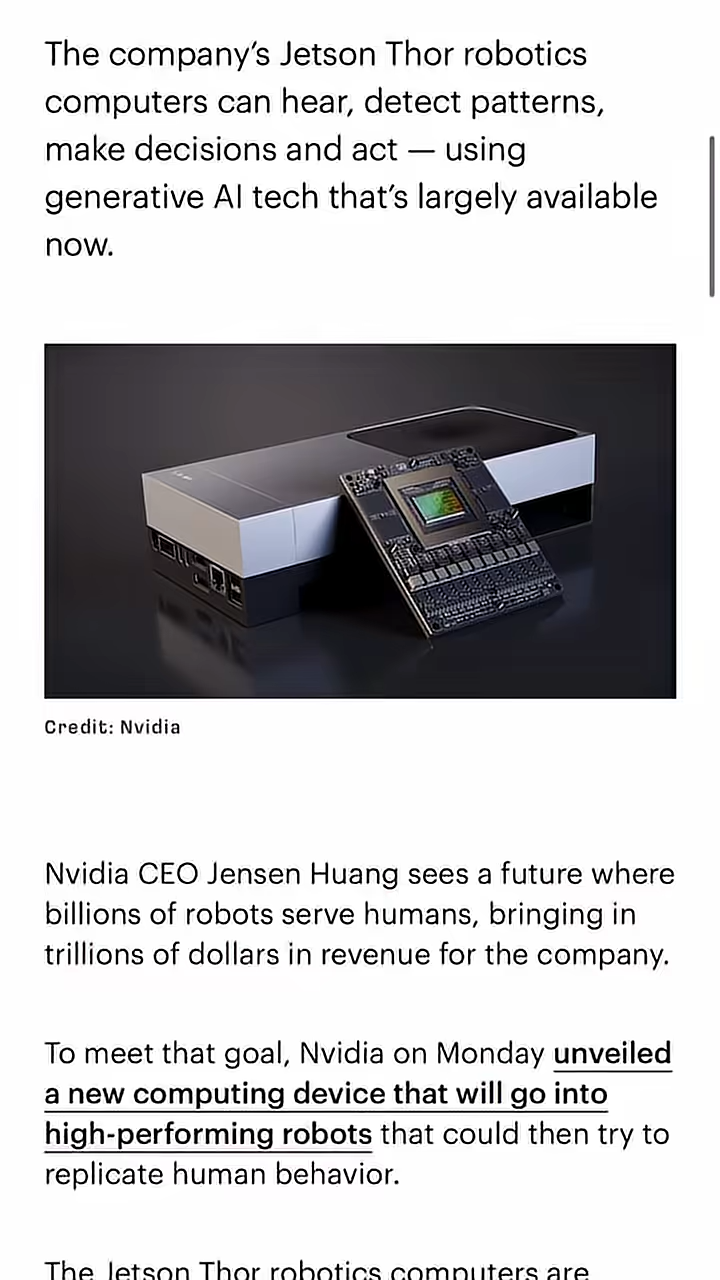 The company’s Jetson Thor robotics
computers can hear, detect patterns,
make decisions and act — using
generative AI tech that’s largely available
now.
Credit: Nvidia
Nvidia CEO Jensen Huang sees a future where
billions of robots serve humans, bringing in
trillions of dollars in revenue for the company.
To meet that goal, Nvidia on Monday unveiled
a new computing device that will go into
high-performing robots that could then try to
replicate human behavior.
The Jetson Thor robotics computers are